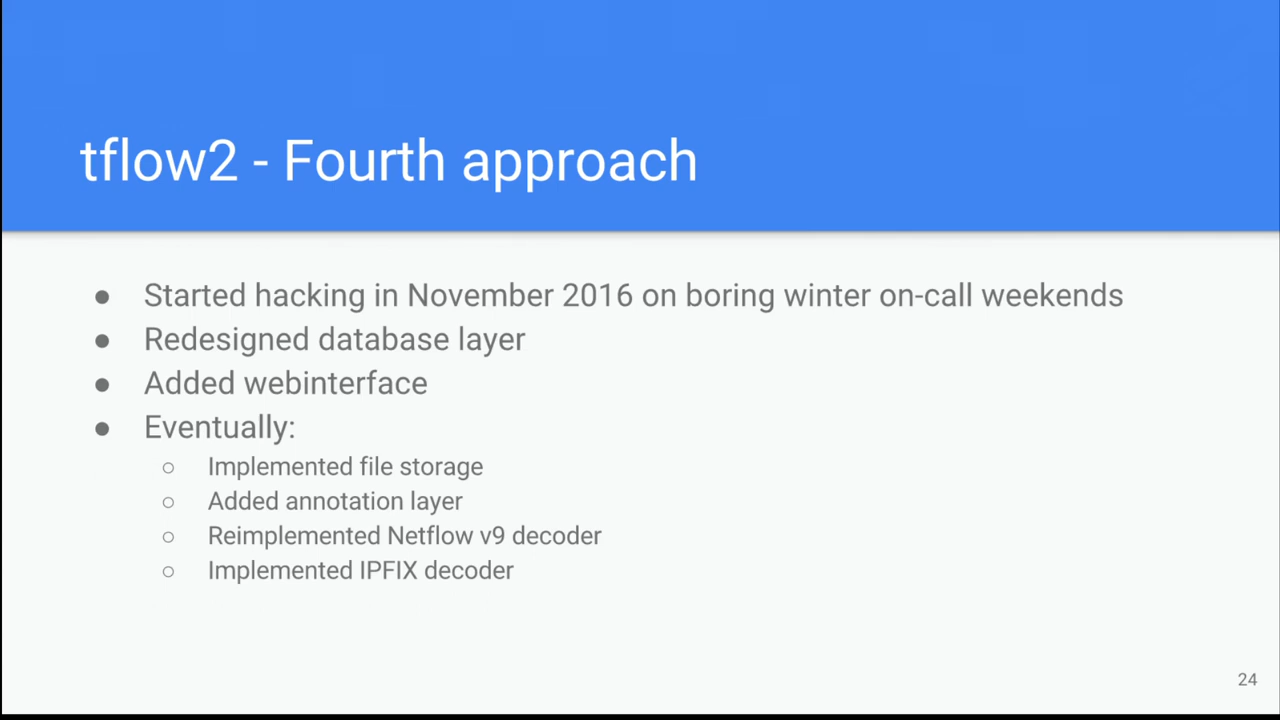 tflow2 - Fourth approach
● Started hacking in November 2016 on boring winter on-call weekends
● Redesigned database layer
● Added webinterface
● Eventually:
○ Implemented file storage
○ Added annotation layer
○ Reimplemented Netflow v9 decoder
○ Implemented IPFIX decoder
24